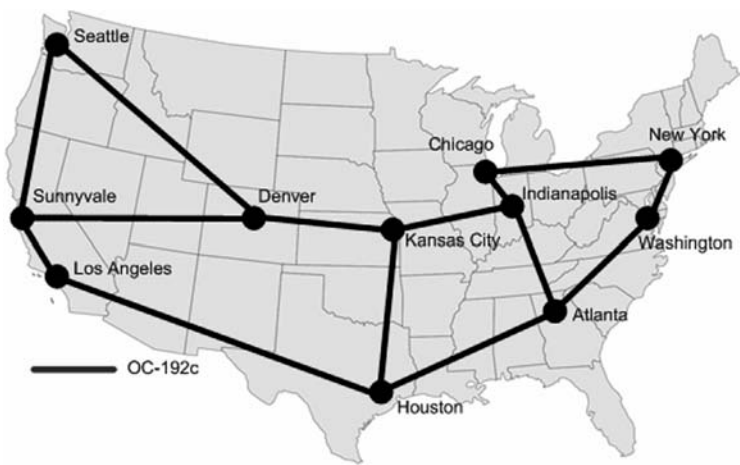 Seattle
Chicago
New York
Sunnyvale
Denver
Indianapolis
Kansas City
Washington
Los Angeles
Atlanta
OC-192c
Houston